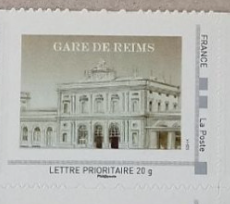 GARE DE REIMS
FRANCE
La Poste
LETTRE PRIORITAIRE 20 g